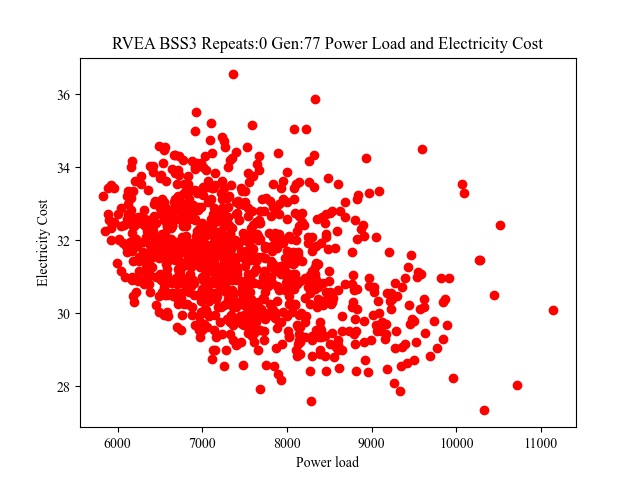 RVEA BSS3 Repeats:0 Gen:77 Power Load and Electricity Cost
36
34
32
30
28
Electricity Cost
6000 7000 8000 9000 10000 11000
Power load